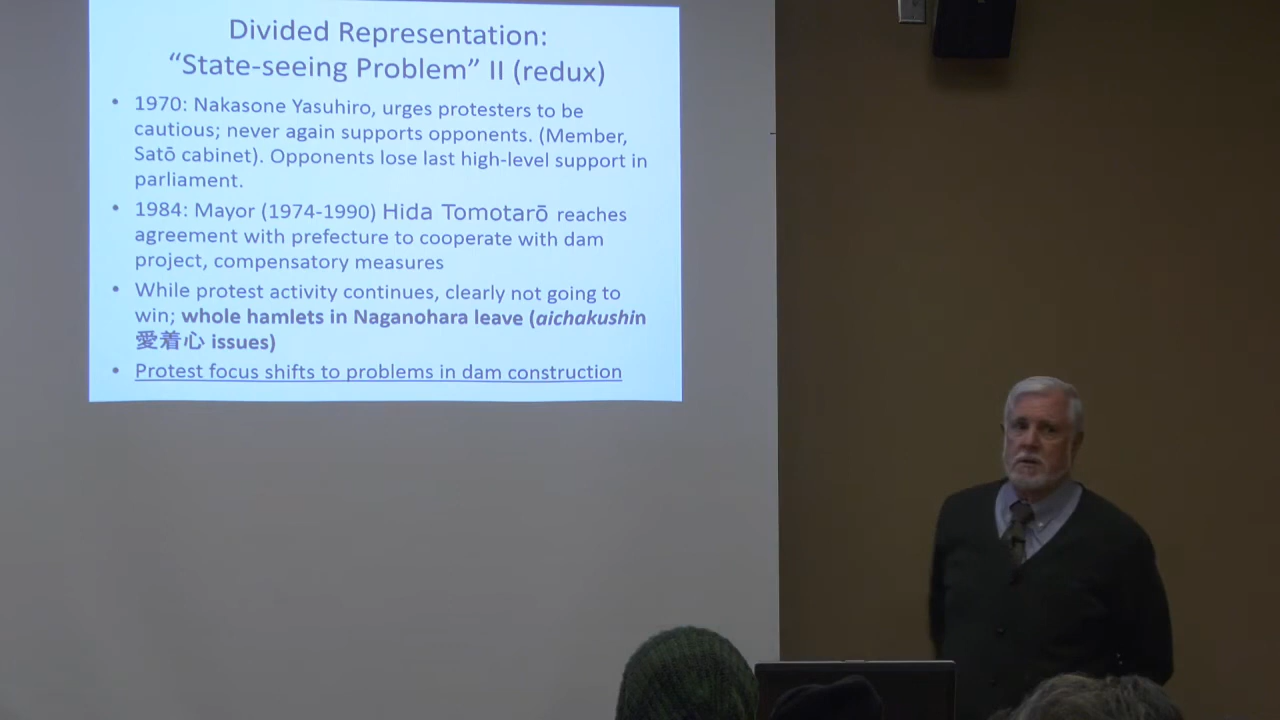 Divided Representation:
“State-seeing Problem” II (redux)
• 1970: Nakasone Yasuhiro, urges protesters to be
cautious; never again supports opponents. (Member,
Satō cabinet). Opponents lose last high-level support in
parliament.
• 1984: Mayor (1974-1990) Hida Tomotarō reaches
agreement with prefecture to cooperate with dam
project, compensatory measures
• While protest activity continues, clearly not going to
win; whole hamlets in Naganohara leave (aichakushin
愛着心 issues)
• Protest focus shifts to problems in dam construction